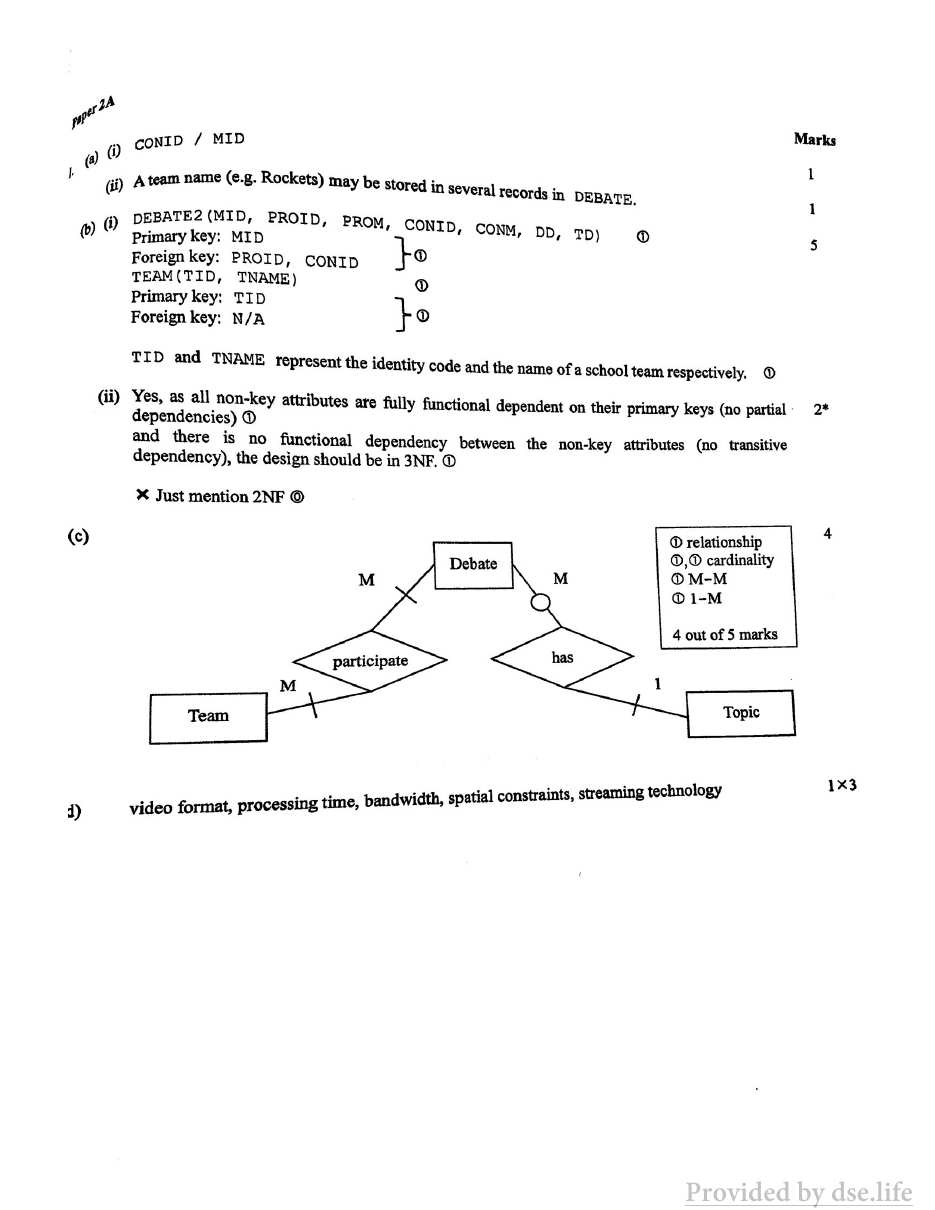 Paper 2A
Marks
1. (a) (i) CONID / MID 1
(ii) A team name (e.g. Rockets) may be stored in several records in DEBATE. 1
(b) (i) DEBATE2(MID, PROID, PROM, CONID, CONM, DD, TD) ① 5
Primary key: MID
Foreign key: PROID, CONID ①
TEAM(TID, TNAME) ①
Primary key: TID
Foreign key: N/A ①
TID and TNAME represent the identity code and the name of a school team respectively. ①
(ii) Yes, as all non-key attributes are fully functional dependent on their primary keys (no partial 2*
dependencies) ①
and there is no functional dependency between the non-key attributes (no transitive
dependency), the design should be in 3NF. ①
✗ Just mention 2NF ⓪
(c) 4
① relationship
①,① cardinality
① M–M
① 1–M
4 out of 5 marks
Debate
M
M
participate
has
M
1
Team
Topic
d) video format, processing time, bandwidth, spatial constraints, streaming technology 1×3
Provided by dse.life